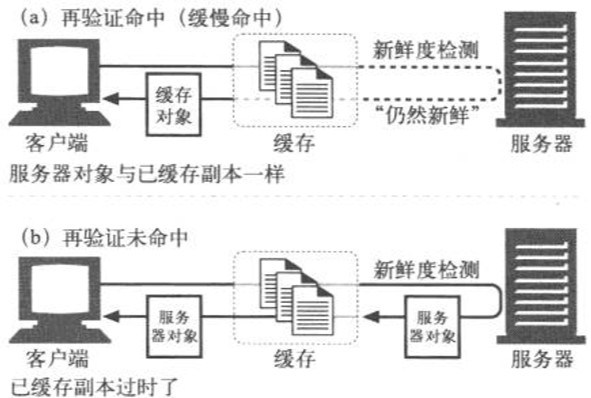 (a) 再验证命中（缓慢命中）
新鲜度检测
缓存
对象
“仍然新鲜”
客户端
缓存
服务器
服务器对象与已缓存副本一样
(b) 再验证未命中
新鲜度检测
服务
器对象
服务
器对象
客户端
缓存
服务器
已缓存副本过时了